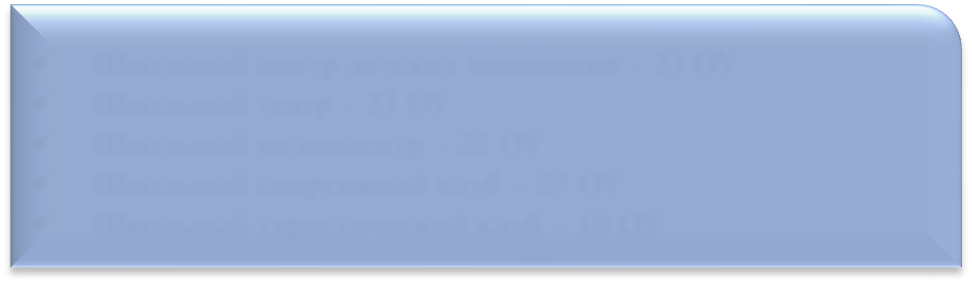 ✓ Школьный центр детских инициатив – 23 ОУ
✓ Школьный театр – 23 ОУ
✓ Школьный медиацентр – 22 ОУ
✓ Школьный спортивный клуб – 23 ОУ
✓ Школьный туристический клуб – 10 ОУ